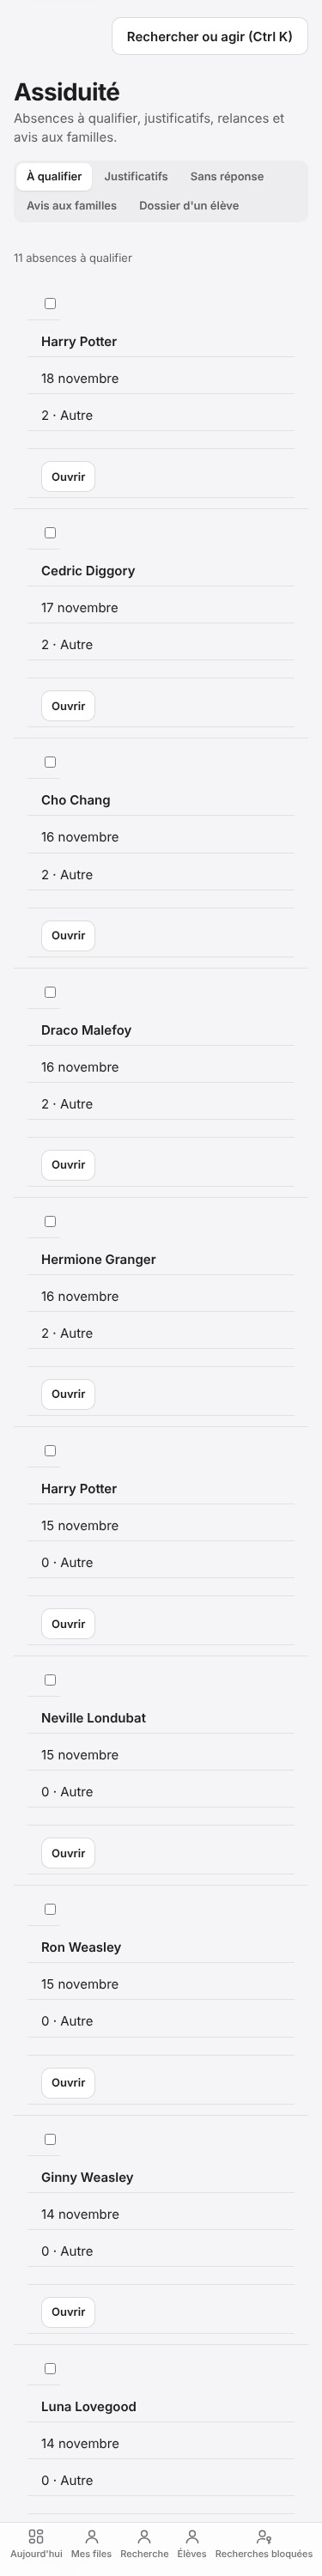 Rechercher ou agir (Ctrl K)
Assiduité
Absences à qualifier, justificatifs, relances et
avis aux familles.
À qualifier Justificatifs Sans réponse
Avis aux familles Dossier d'un élève
11 absences à qualifier
Harry Potter
18 novembre
2 · Autre
Ouvrir
Cedric Diggory
17 novembre
2 · Autre
Ouvrir
Cho Chang
16 novembre
2 · Autre
Ouvrir
Draco Malefoy
16 novembre
2 · Autre
Ouvrir
Hermione Granger
16 novembre
2 · Autre
Ouvrir
Harry Potter
15 novembre
0 · Autre
Ouvrir
Neville Londubat
15 novembre
0 · Autre
Ouvrir
Ron Weasley
15 novembre
0 · Autre
Ouvrir
Ginny Weasley
14 novembre
0 · Autre
Ouvrir
Luna Lovegood
14 novembre
0 · Autre
Aujourd'hui Mes files Recherche Élèves Recherches bloquées